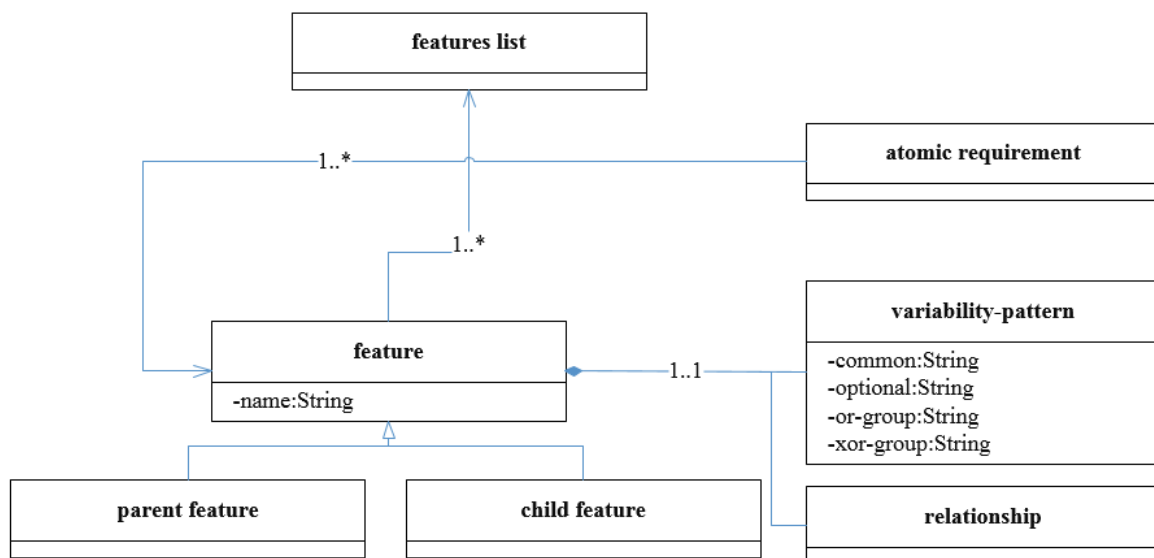 features list
1..*
atomic requirement
1..*
variability-pattern
feature
1..1
-common:String
-optional:String
-name:String
-or-group:String
-xor-group:String
parent feature
child feature
relationship